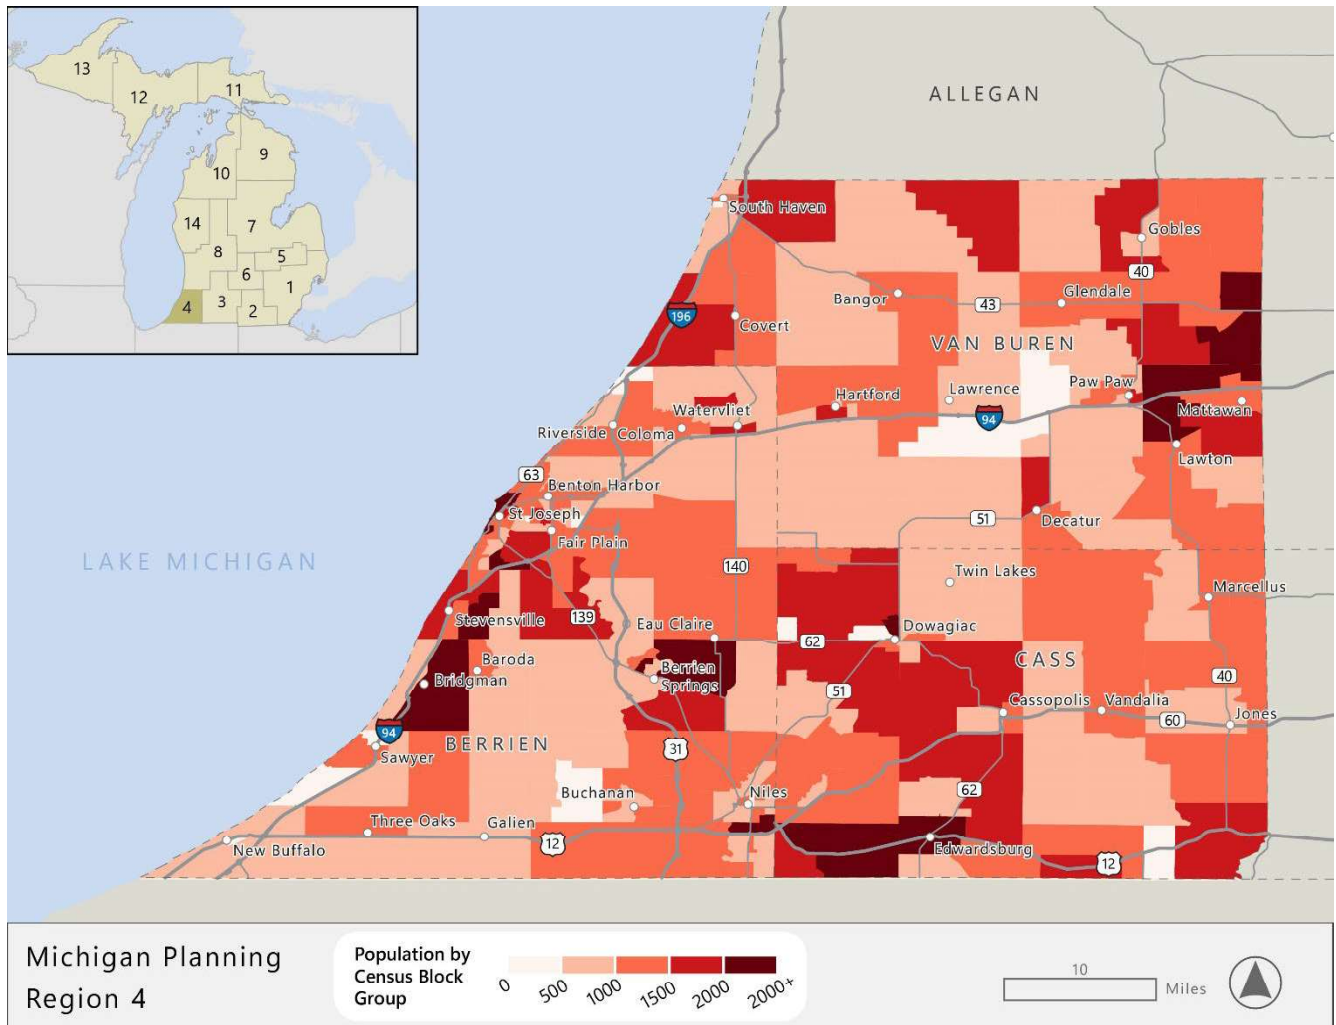 13
12
11
9
10
14
7
8
5
6
1
4
3
2
ALLEGAN
South Haven
Gobles
40
Bangor
43
Glendale
196
Covert
VAN BUREN
Hartford
Lawrence
Paw Paw
Watervliet
Mattawan
94
Riverside
Coloma
Lawton
63
Benton Harbor
St Joseph
51
Decatur
Fair Plain
LAKE MICHIGAN
140
Twin Lakes
Marcellus
Stevensville
139
Eau Claire
62
Dowagiac
Baroda
Berrien
Springs
CASS
Bridgman
51
40
Cassopolis
Vandalia
60
Jones
94
Sawyer
BERRIEN
31
Buchanan
Niles
62
Three Oaks
Galien
New Buffalo
12
Edwardsburg
12
Michigan Planning
Region 4
Population by
Census Block
Group
0
500
1000
1500
2000
2000+
10
Miles